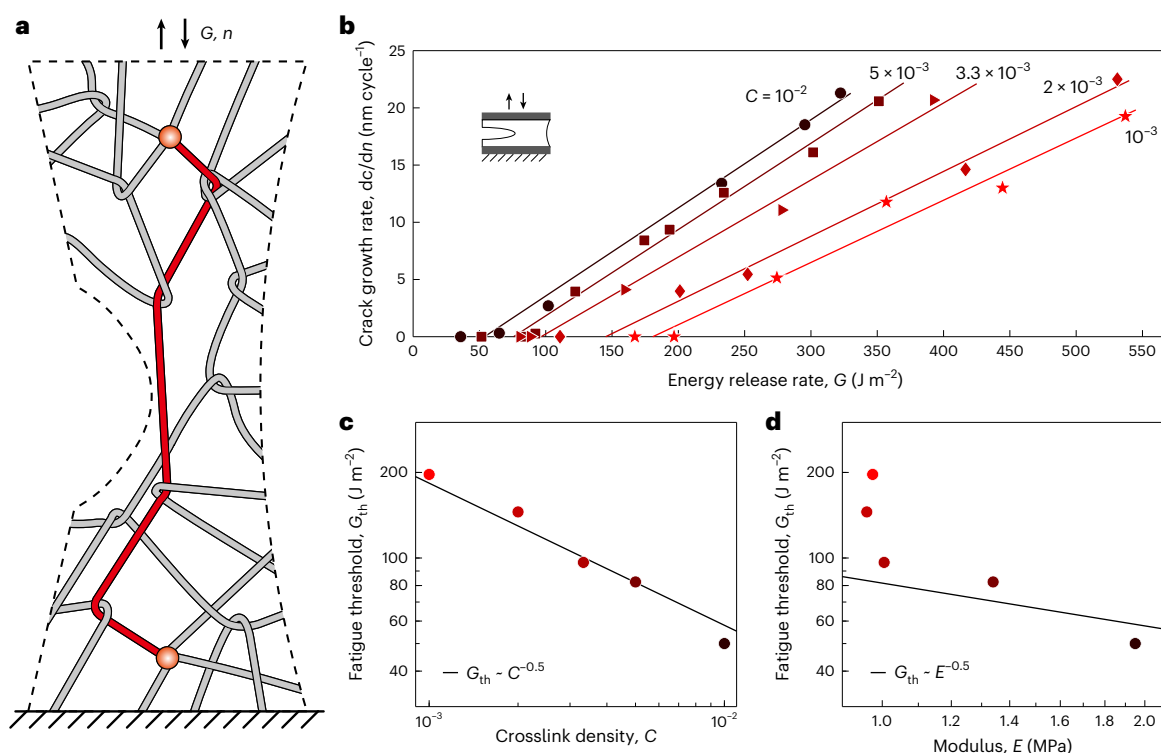 a
G, n
b
Crack growth rate, dc/dn (nm cycle⁻¹)
25
20
15
10
5
0
C = 10⁻²
5 × 10⁻³
3.3 × 10⁻³
2 × 10⁻³
10⁻³
0 50 100 150 200 250 300 350 400 450 500 550
Energy release rate, G (J m⁻²)
c
Fatigue threshold, G_th (J m⁻²)
200
100
80
60
40
G_th ~ C⁻⁰·⁵
10⁻³ 10⁻²
Crosslink density, C
d
Fatigue threshold, G_th (J m⁻²)
200
100
80
60
40
G_th ~ E⁻⁰·⁵
1.0 1.2 1.4 1.6 1.8 2.0
Modulus, E (MPa)